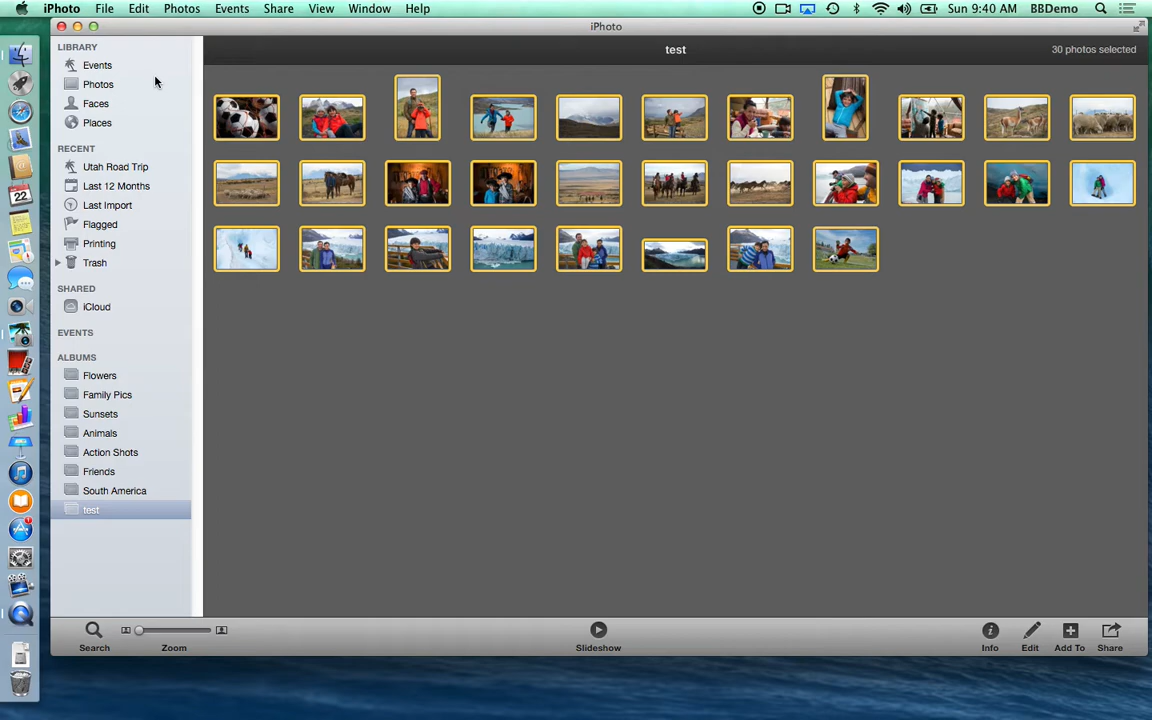 iPhoto File Edit Photos Events Share View Window Help Sun 9:40 AM BBDemo
iPhoto
LIBRARY
Events
Photos
Faces
Places
RECENT
Utah Road Trip
Last 12 Months
Last Import
Flagged
Printing
Trash
SHARED
iCloud
EVENTS
ALBUMS
Flowers
Family Pics
Sunsets
Animals
Action Shots
Friends
South America
test
test
30 photos selected
22
1
Search
Zoom
Slideshow
Info
Edit
Add To
Share